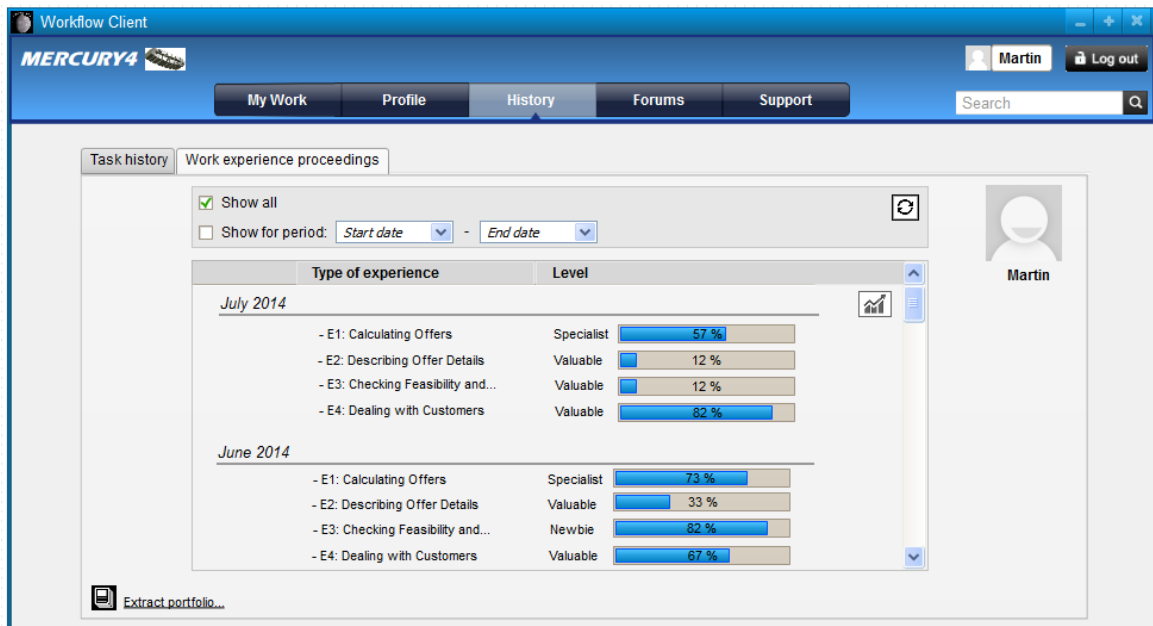 Workflow Client
MERCURY4
Martin
Log out
My Work Profile History Forums Support
Search
Task history Work experience proceedings
Show all
Show for period: Start date - End date
Martin
Type of experience Level
July 2014
- E1: Calculating Offers Specialist 57 %
- E2: Describing Offer Details Valuable 12 %
- E3: Checking Feasibility and... Valuable 12 %
- E4: Dealing with Customers Valuable 82 %
June 2014
- E1: Calculating Offers Specialist 73 %
- E2: Describing Offer Details Valuable 33 %
- E3: Checking Feasibility and... Newbie 82 %
- E4: Dealing with Customers Valuable 67 %
Extract portfolio...